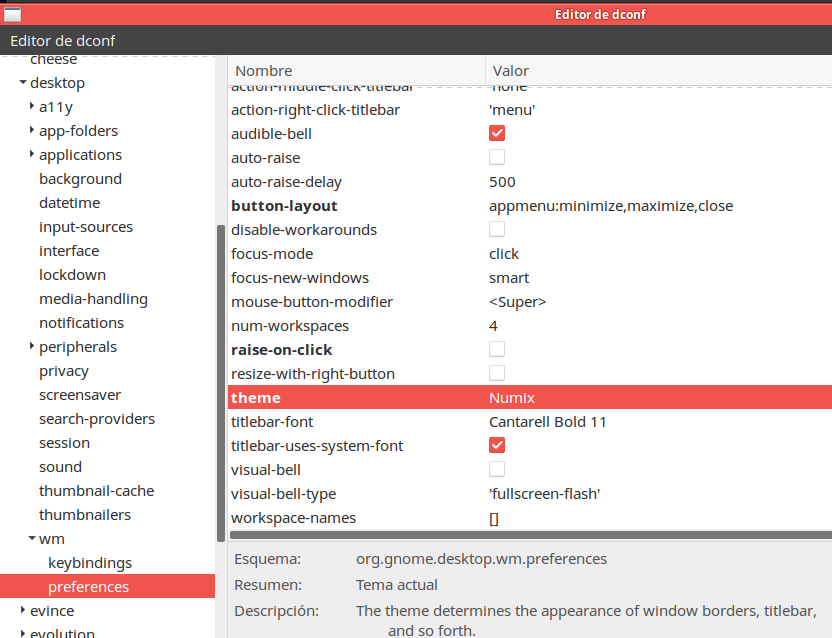 Editor de dconf
Editor de dconf
cheese
desktop
a11y
app-folders
applications
background
datetime
input-sources
interface
lockdown
media-handling
notifications
peripherals
privacy
screensaver
search-providers
session
sound
thumbnail-cache
thumbnailers
wm
keybindings
preferences
evince
evolution
Nombre Valor
action-middle-click-titlebar 'none'
action-right-click-titlebar 'menu'
audible-bell
auto-raise
auto-raise-delay 500
button-layout appmenu:minimize,maximize,close
disable-workarounds
focus-mode click
focus-new-windows smart
mouse-button-modifier <Super>
num-workspaces 4
raise-on-click
resize-with-right-button
theme Numix
titlebar-font Cantarell Bold 11
titlebar-uses-system-font
visual-bell
visual-bell-type 'fullscreen-flash'
workspace-names []
Esquema: org.gnome.desktop.wm.preferences
Resumen: Tema actual
Descripción: The theme determines the appearance of window borders, titlebar,
and so forth.